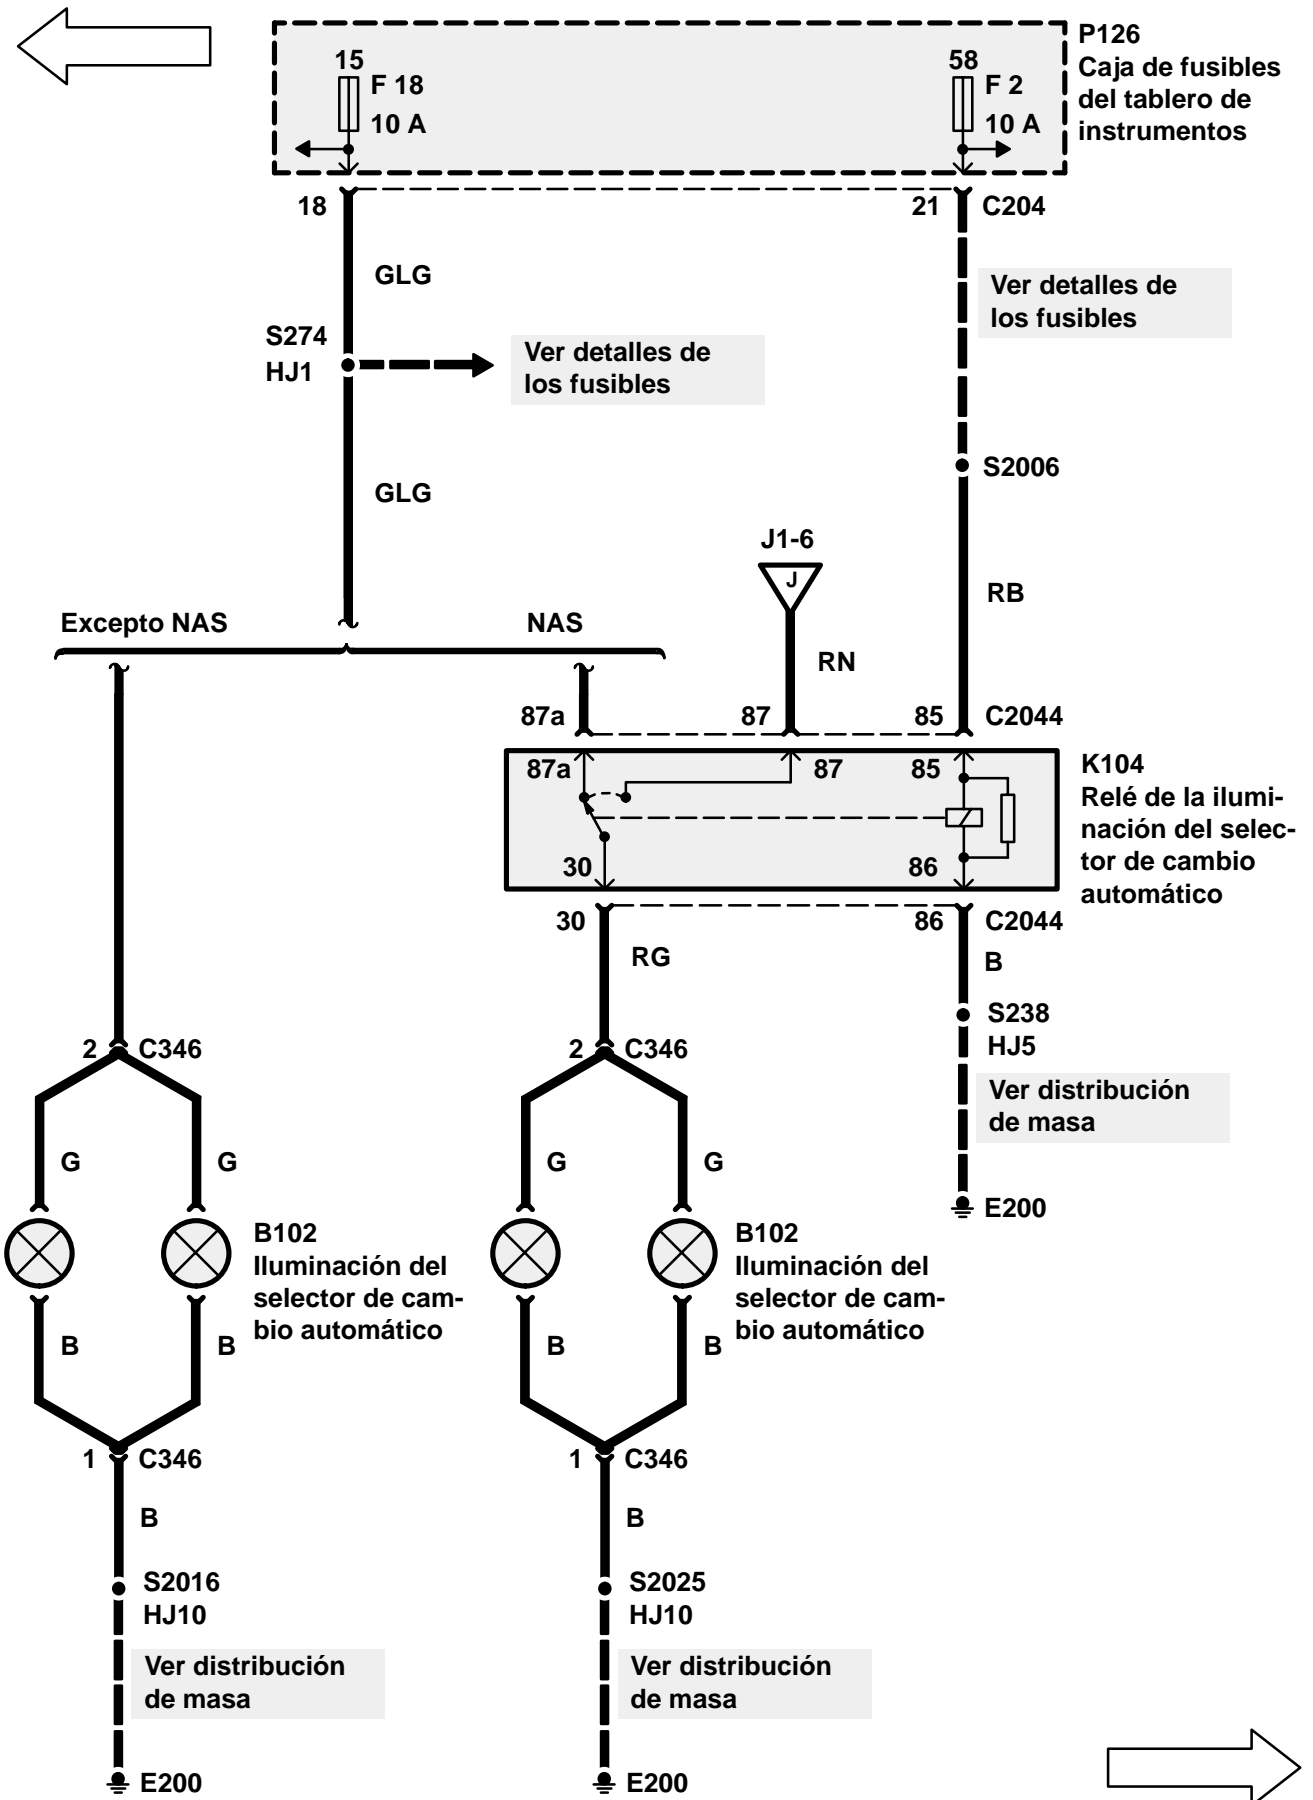 P126
Caja de fusibles
del tablero de
instrumentos
15
F 18
10 A
58
F 2
10 A
18
21
C204
GLG
Ver detalles de
los fusibles
S274
HJ1
Ver detalles de
los fusibles
S2006
GLG
J1-6
J
RB
Excepto NAS
NAS
RN
87a
87
85
C2044
87a
87
85
K104
Relé de la ilumi-
nación del selec-
tor de cambio
automático
30
86
30
86
C2044
RG
B
S238
HJ5
2
C346
2
C346
Ver distribución
de masa
G
G
G
G
E200
B102
Iluminación del
selector de cam-
bio automático
B102
Iluminación del
selector de cam-
bio automático
B
B
B
B
1
C346
1
C346
B
B
S2016
HJ10
S2025
HJ10
Ver distribución
de masa
Ver distribución
de masa
E200
E200